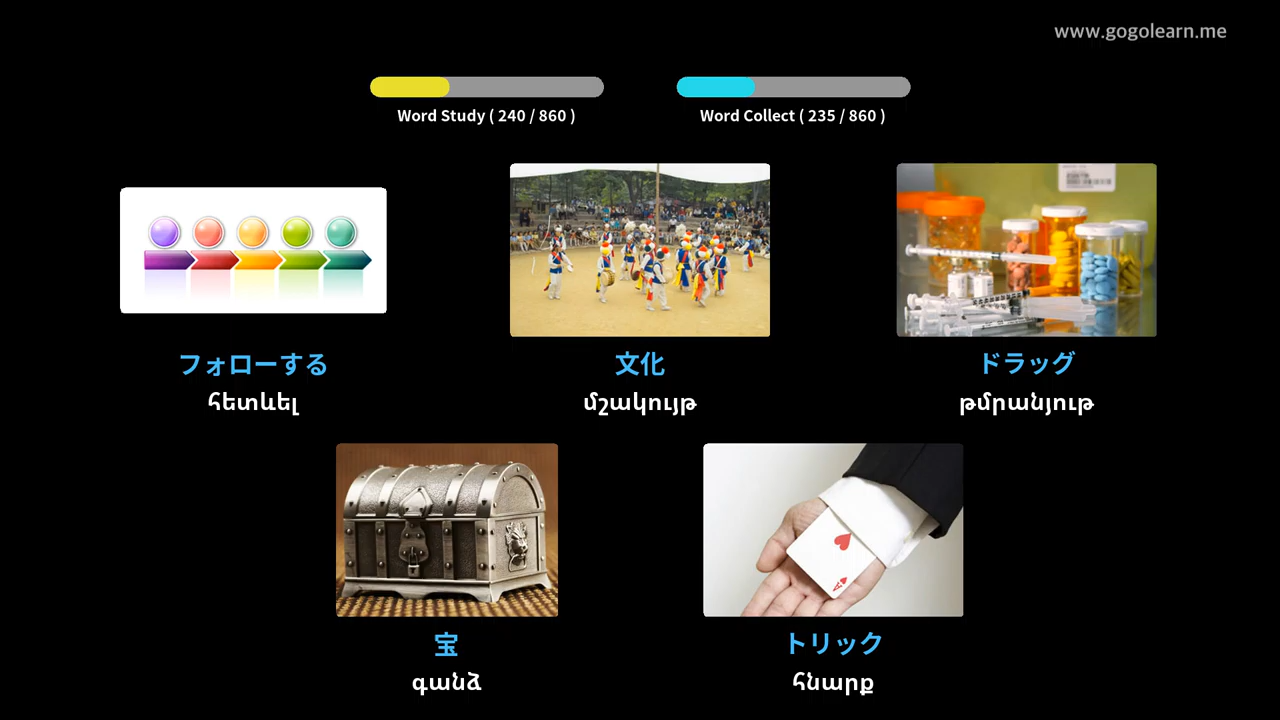 www.gogolearn.me
Word Study ( 240 / 860 )
Word Collect ( 235 / 860 )
フォローする
հետևել
文化
մշակույթ
ドラッグ
թմրանյութ
宝
գանձ
トリック
հնարք